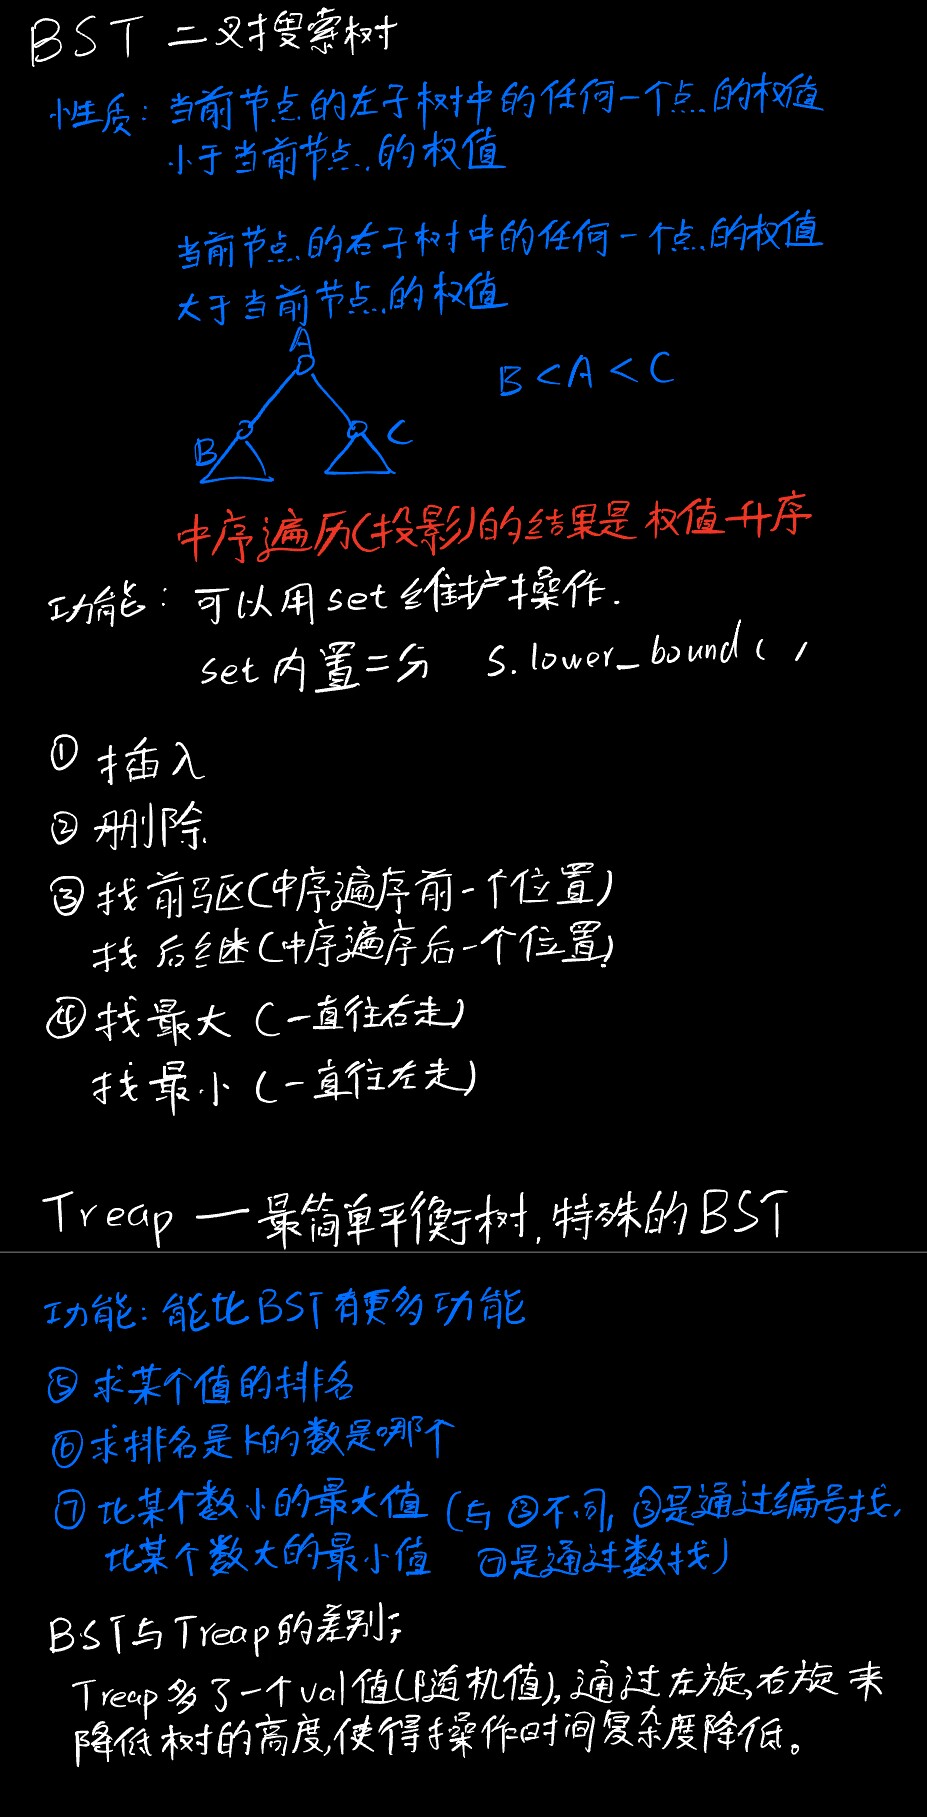 BST 二叉搜索树
性质: 当前节点的左子树中的任何一个点的权值
小于当前节点的权值
当前节点的右子树中的任何一个点的权值
大于当前节点的权值
A
B < A < C
B
C
中序遍历(投影)的结果是权值升序
功能: 可以用set维护操作.
set内置二分 S.lower_bound( )
① 插入
② 删除
③ 找前驱(中序遍序前一个位置)
找后继(中序遍序后一个位置)
④ 找最大 (一直往右走)
找最小 (一直往左走)
Treap — 最简单平衡树, 特殊的BST
功能: 能比BST有更多功能
⑤ 求某个值的排名
⑥ 求排名是k的数是哪个
⑦ 比某个数小的最大值 (与③不同, ③是通过编号找,
比某个数大的最小值 ⑦是通过数找)
BST与Treap的差别;
Treap多了一个val值(随机值), 通过左旋, 右旋来
降低树的高度, 使得操作时间复杂度降低。